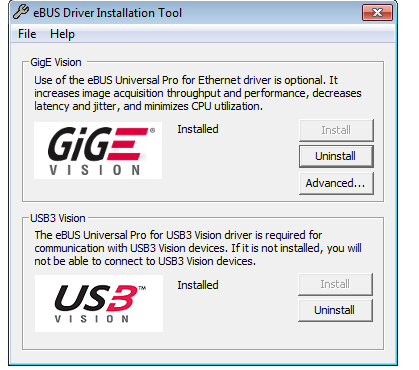 eBUS Driver Installation Tool
File Help
GigE Vision
Use of the eBUS Universal Pro for Ethernet driver is optional. It
increases image acquisition throughput and performance, decreases
latency and jitter, and minimizes CPU utilization.
GiGE® VISION
Installed
Install
Uninstall
Advanced...
USB3 Vision
The eBUS Universal Pro for USB3 Vision driver is required for
communication with USB3 Vision devices. If it is not installed, you will
not be able to connect to USB3 Vision devices.
USB3™ VISION
Installed
Install
Uninstall